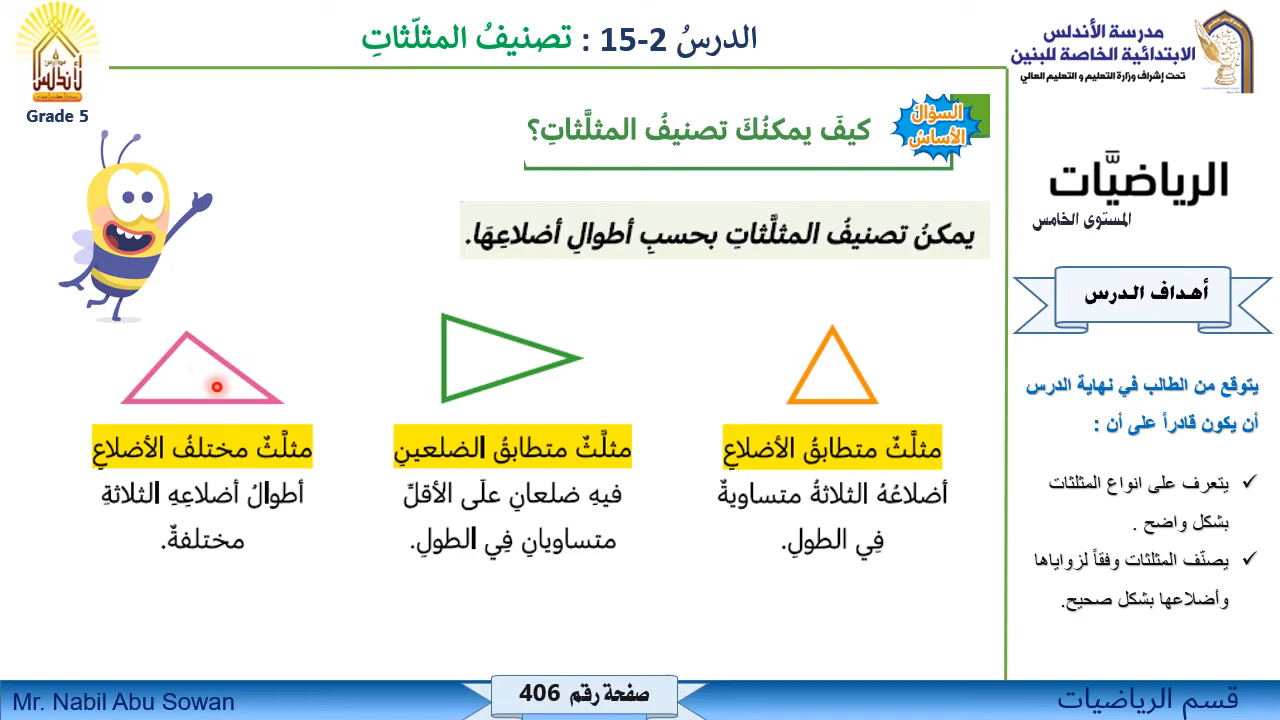 مدرسة الأندلس
الابتدائية الخاصة للبنين
تحت إشراف وزارة التعليم و التعليم العالي
الدرسُ 2-15 : تصنيفُ المثلّثاتِ
الأندلس
Grade 5
السؤالُ
الأساسُ
كيفَ يمكنُكَ تصنيفُ المثلَّثاتِ؟
يمكنُ تصنيفُ المثلَّثاتِ بحسبِ أطوالِ أضلاعِهَا.
مثلَّثٌ متطابقُ الأضلاعِ
أضلاعُهُ الثلاثةُ متساويةٌ
فِي الطولِ.
مثلَّثٌ متطابقُ الضلعينِ
فيهِ ضلعانِ علَى الأقلِّ
متساويانِ فِي الطولِ.
مثلَّثٌ مختلفُ الأضلاعِ
أطوالُ أضلاعِهِ الثلاثةِ
مختلفةٌ.
الرياضيَّات
المستوى الخامس
أهداف الدرس
يتوقع من الطالب في نهاية الدرس
أن يكون قادراً على أن :
✓ يتعرف على انواع المثلثات
بشكل واضح .
✓ يصنّف المثلثات وفقاً لزواياها
وأضلاعها بشكل صحيح.
قسم الرياضيات
صفحة رقم 406
Mr. Nabil Abu Sowan